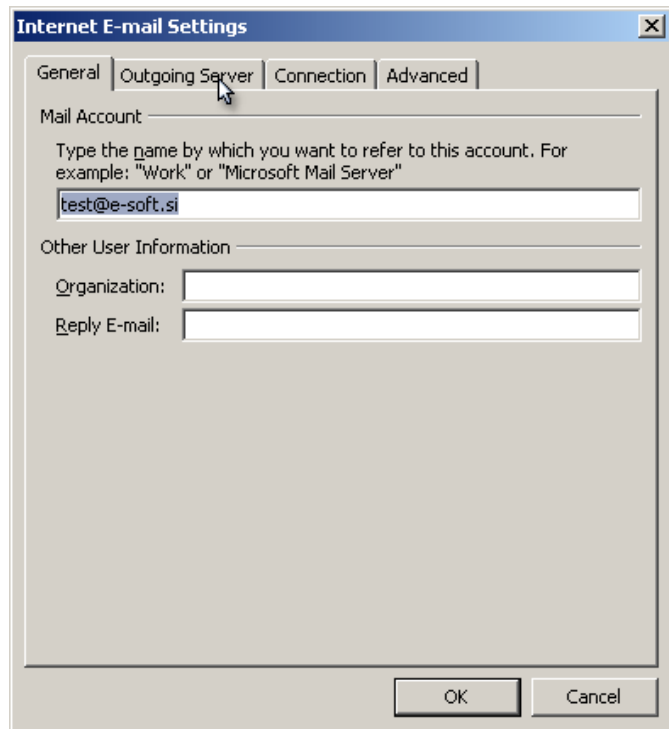 Internet E-mail Settings
General Outgoing Server Connection Advanced
Mail Account
Type the name by which you want to refer to this account. For
example: "Work" or "Microsoft Mail Server"
test@e-soft.si
Other User Information
Organization:
Reply E-mail:
OK Cancel